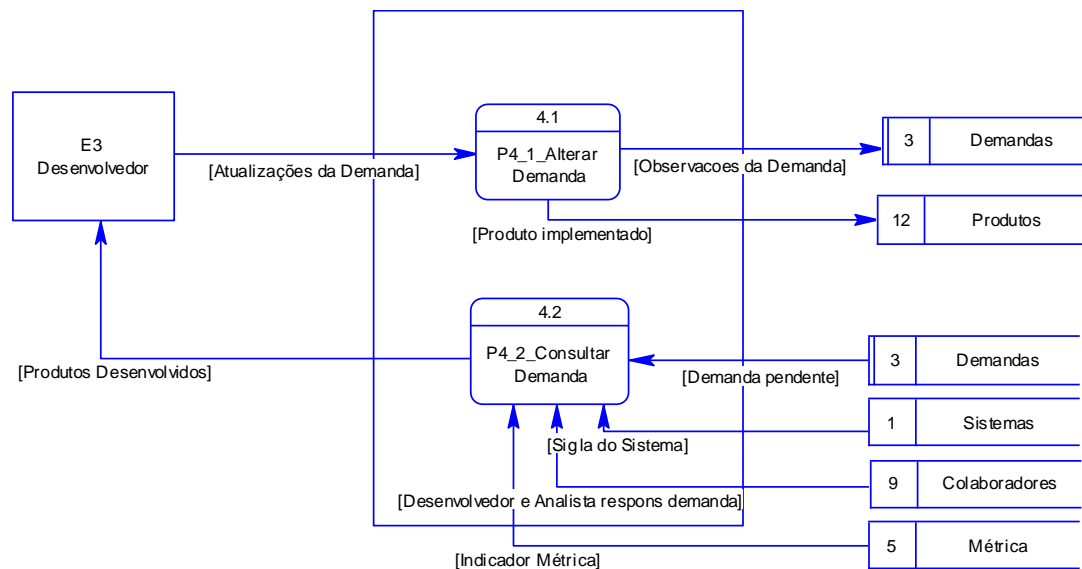 4.1
E3
Desenvolvedor
P4_1_Alterar
Demanda
3
Demandas
[Atualizações da Demanda]
[Observacoes da Demanda]
12
Produtos
[Produto implementado]
4.2
P4_2_Consultar
Demanda
3
Demandas
[Produtos Desenvolvidos]
[Demanda pendente]
1
Sistemas
[Sigla do Sistema]
9
Colaboradores
[Desenvolvedor e Analista respons demanda]
5
Métrica
[Indicador Métrica]